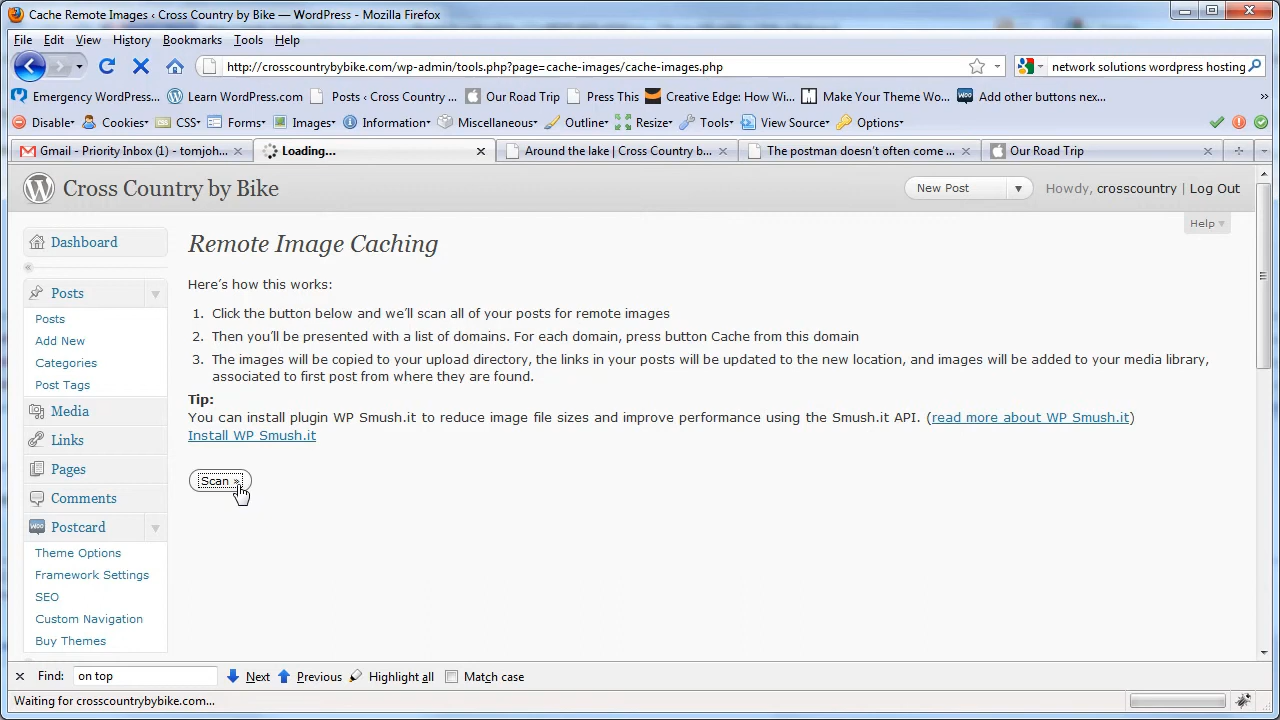 Cache Remote Images ‹ Cross Country by Bike — WordPress - Mozilla Firefox
File Edit View History Bookmarks Tools Help
http://crosscountrybybike.com/wp-admin/tools.php?page=cache-images/cache-images.php
network solutions wordpress hosting
Emergency WordPress... Learn WordPress.com Posts ‹ Cross Country ... Our Road Trip Press This Creative Edge: How Wi... Make Your Theme Wo... Add other buttons nex... »
Disable Cookies CSS Forms Images Information Miscellaneous Outline Resize Tools View Source Options
Gmail - Priority Inbox (1) - tomjoh... Loading... Around the lake | Cross Country b... The postman doesn't often come ... Our Road Trip
Cross Country by Bike New Post Howdy, crosscountry | Log Out
Help
Dashboard
Posts
Posts
Add New
Categories
Post Tags
Media
Links
Pages
Comments
Postcard
Theme Options
Framework Settings
SEO
Custom Navigation
Buy Themes
Remote Image Caching
Here's how this works:
1. Click the button below and we'll scan all of your posts for remote images
2. Then you'll be presented with a list of domains. For each domain, press button Cache from this domain
3. The images will be copied to your upload directory, the links in your posts will be updated to the new location, and images will be added to your media library,
associated to first post from where they are found.
Tip:
You can install plugin WP Smush.it to reduce image file sizes and improve performance using the Smush.it API. (read more about WP Smush.it)
Install WP Smush.it
Scan »
Find: on top Next Previous Highlight all Match case
Waiting for crosscountrybybike.com...